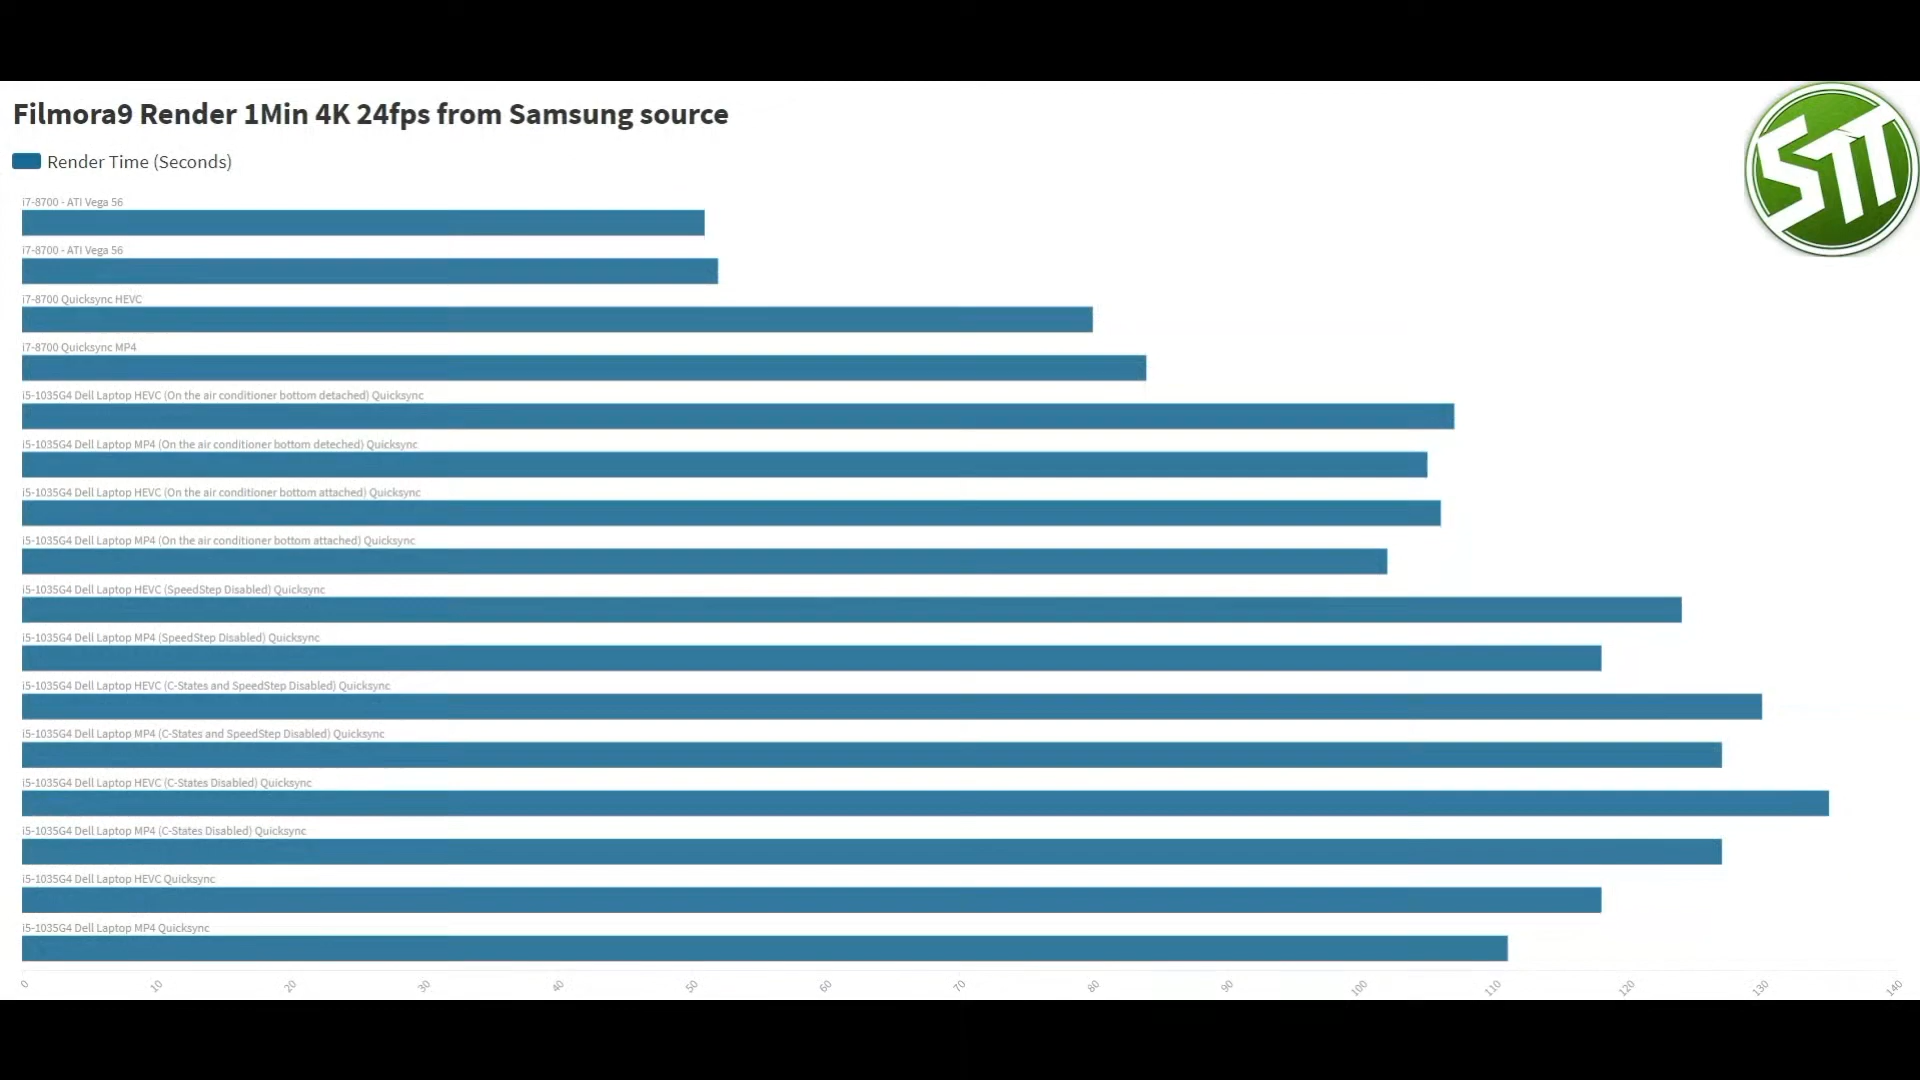 Filmora9 Render 1Min 4K 24fps from Samsung source
STT
Render Time (Seconds)
i7-8700 - ATI Vega 56
i7-8700 - ATI Vega 56
i7-8700 Quicksync HEVC
i7-8700 Quicksync MP4
i5-1035G4 Dell Laptop HEVC (On the air conditioner bottom detached) Quicksync
i5-1035G4 Dell Laptop MP4 (On the air conditioner bottom deteched) Quicksync
i5-1035G4 Dell Laptop HEVC (On the air conditioner bottom attached) Quicksync
i5-1035G4 Dell Laptop MP4 (On the air conditioner bottom attached) Quicksync
i5-1035G4 Dell Laptop HEVC (SpeedStep Disabled) Quicksync
i5-1035G4 Dell Laptop MP4 (SpeedStep Disabled) Quicksync
i5-1035G4 Dell Laptop HEVC (C-States and SpeedStep Disabled) Quicksync
i5-1035G4 Dell Laptop MP4 (C-States and SpeedStep Disabled) Quicksync
i5-1035G4 Dell Laptop HEVC (C-States Disabled) Quicksync
i5-1035G4 Dell Laptop MP4 (C-States Disabled) Quicksync
i5-1035G4 Dell Laptop HEVC Quicksync
i5-1035G4 Dell Laptop MP4 Quicksync
0 10 20 30 40 50 60 70 80 90 100 110 120 130 140